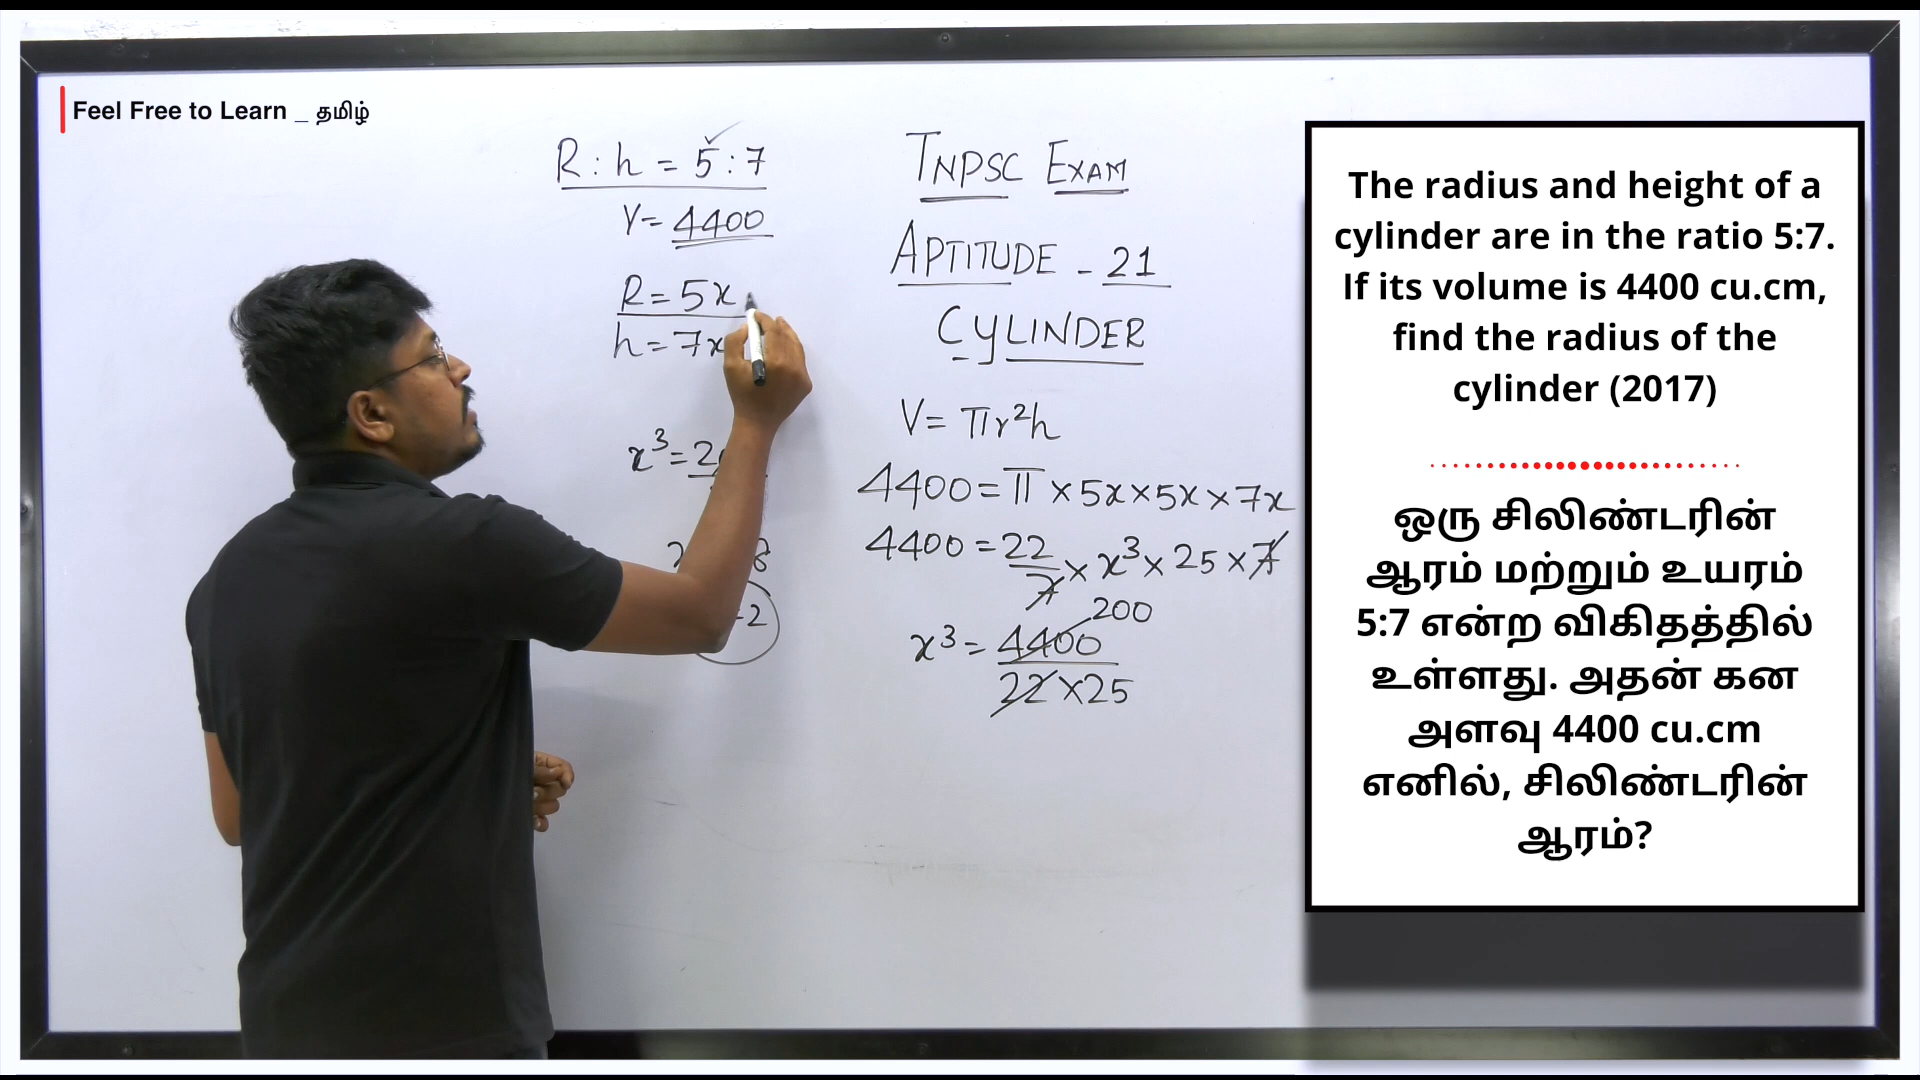 Feel Free to Learn _ தமிழ்
R : h = 5 : 7
V = 4400
R = 5x
h = 7x
x³ =
TNPSC EXAM
APTITUDE - 21
CYLINDER
V = πr²h
4400 = π × 5x × 5x × 7x
4400 = 22/7 × x³ × 25 × 7
200
x³ = 4400
22 × 25
The radius and height of a
cylinder are in the ratio 5:7.
If its volume is 4400 cu.cm,
find the radius of the
cylinder (2017)
ஒரு சிலிண்டரின்
ஆரம் மற்றும் உயரம்
5:7 என்ற விகிதத்தில்
உள்ளது. அதன் கன
அளவு 4400 cu.cm
எனில், சிலிண்டரின்
ஆரம்?